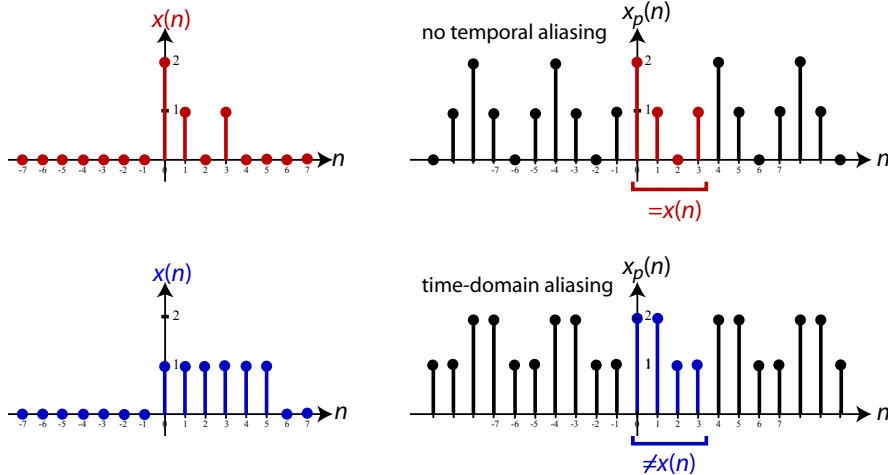 x(n)
2
1
n
-7 -6 -5 -4 -3 -2 -1 0 1 2 3 4 5 6 7
no temporal aliasing
x_p(n)
2
1
n
-7 -6 -5 -4 -3 -2 -1 0 1 2 3 4 5 6 7
=x(n)
x(n)
2
1
n
-7 -6 -5 -4 -3 -2 -1 0 1 2 3 4 5 6 7
time-domain aliasing
x_p(n)
2
1
1
n
-7 -6 -5 -4 -3 -2 -1 0 1 2 3 4 5 6 7
≠x(n)